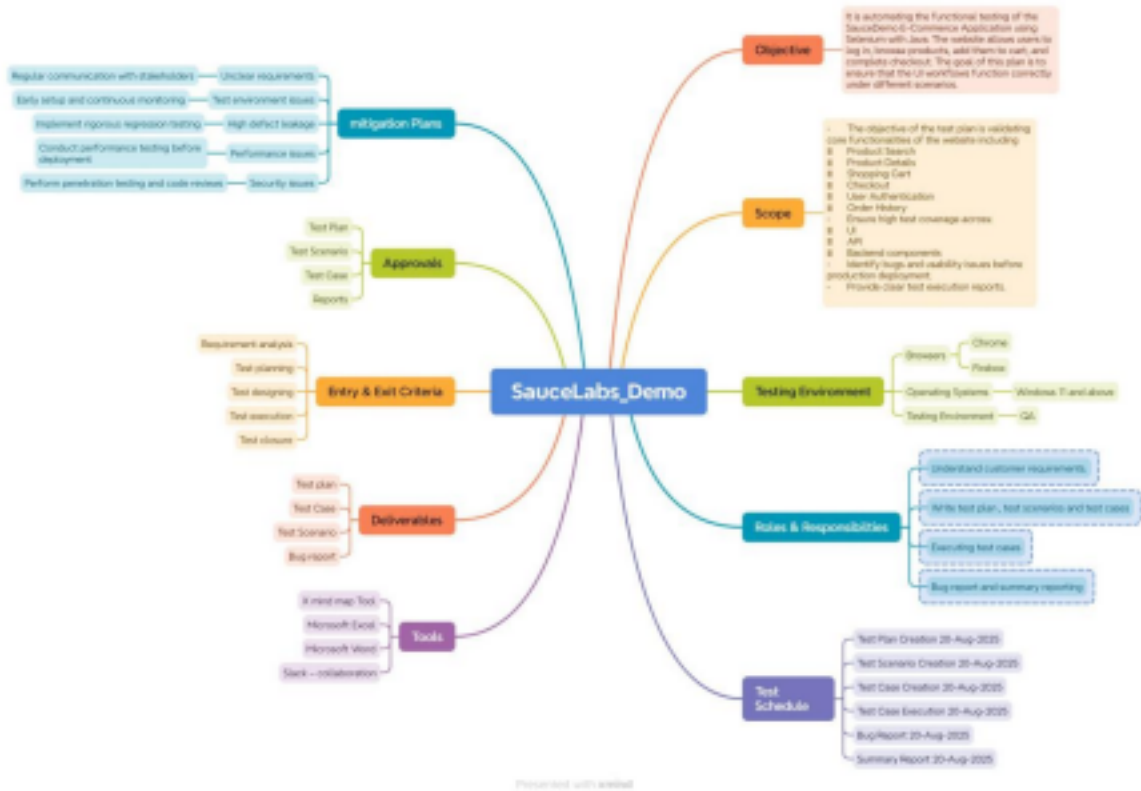 SauceLabs_Demo
Objective
It is automating the functional testing of the
SauceDemo E-Commerce Application using
Selenium with Java. The website allows users to
log in, browse products, add them to cart, and
complete checkout. The goal of this plan is to
ensure that the UI workflows function correctly
under different scenarios.
Scope
- The objective of the test plan is validating
core functionalities of the website including
Product Search
Product Details
Shopping Cart
Checkout
User Authentication
Order History
- Ensure high test coverage across
UI
API
Backend components
- Identify bugs and usability issues before
production deployment.
- Provide clear test execution reports.
Testing Environment
Browsers
Chrome
Firebox
Operating Systems
Windows 11 and above
Testing Environment
QA
Roles & Responsibilties
Understand customer requirements.
Write test plan , test scenarios and test cases
Executing test cases
Bug report and summary reporting
Test
Schedule
Test Plan Creation 20-Aug-2025
Test Scenario Creation 20-Aug-2025
Test Case Creation 20-Aug-2025
Test Case Execution 20-Aug-2025
Bug Report 20-Aug-2025
Summary Report 20-Aug-2025
mitigation Plans
Unclear requirements
Regular communication with stakeholders
Test environment issues
Early setup and continuous monitoring
High defect leakage
Implement rigorous regression testing
Performance issues
Conduct performance testing before
deployment
Security issues
Perform penetration testing and code reviews
Approvals
Test Plan
Test Scenario
Test Case
Reports
Entry & Exit Criteria
Requirement analysis
Test planning
Test designing
Test execution
Test closure
Deliverables
Test plan
Test Case
Test Scenario
Bug report
Tools
X mind map Tool
Microsoft Excel
Microsoft Word
Slack – collaboration
Presented with xmind